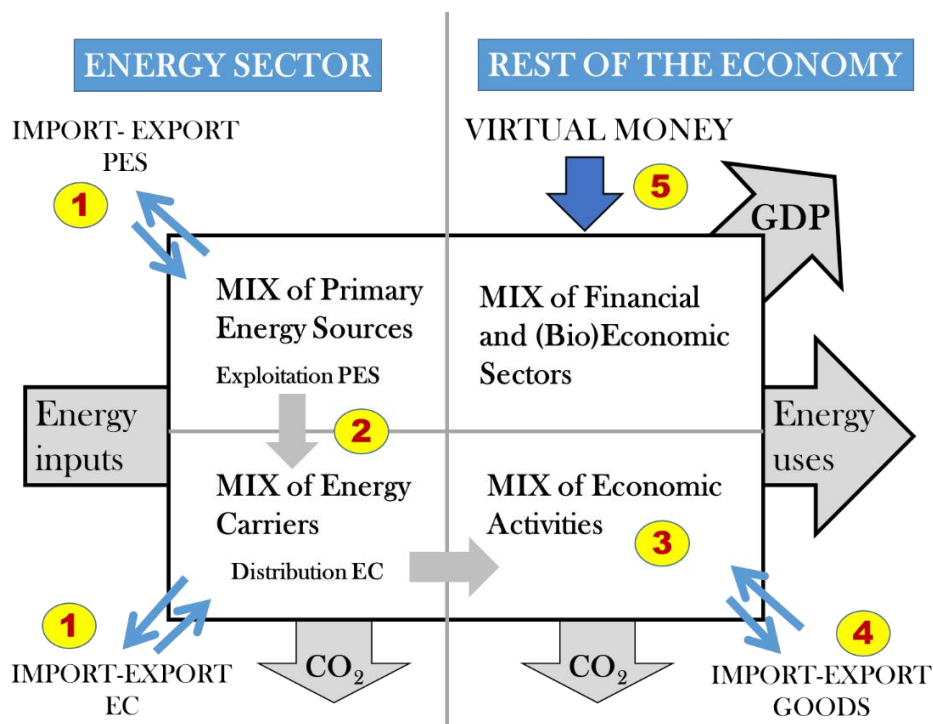 ENERGY SECTOR
REST OF THE ECONOMY
IMPORT- EXPORT
PES
1
VIRTUAL MONEY
5
GDP
MIX of Primary
Energy Sources
Exploitation PES
MIX of Financial
and (Bio)Economic
Sectors
Energy
inputs
2
Energy
uses
MIX of Energy
Carriers
Distribution EC
MIX of Economic
Activities
3
1
IMPORT-EXPORT
EC
CO₂
CO₂
4
IMPORT-EXPORT
GOODS